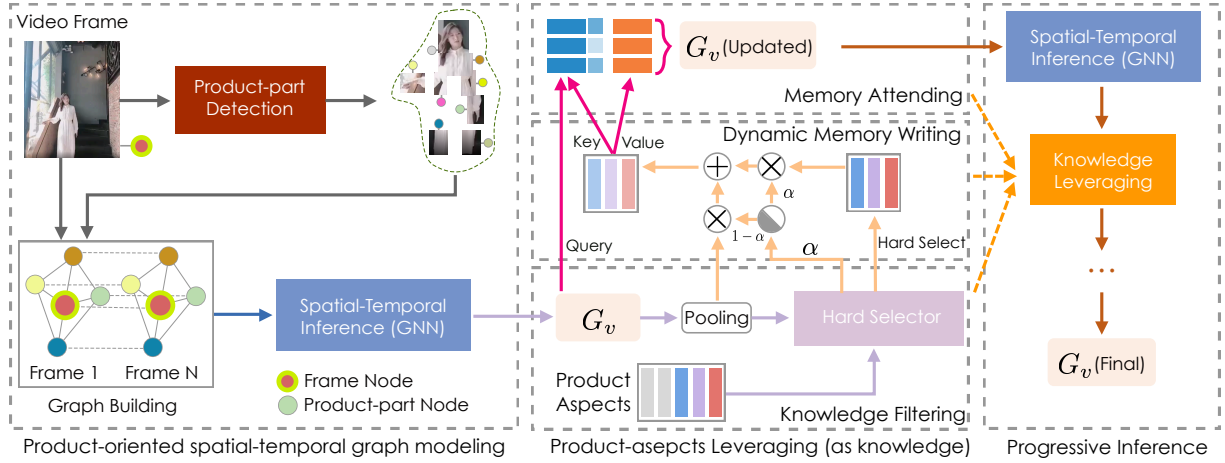 Video Frame
Product-part
Detection
Frame 1
Frame N
Graph Building
Spatial-Temporal
Inference (GNN)
Frame Node
Product-part Node
Product-oriented spatial-temporal graph modeling
G_v (Updated)
Memory Attending
Dynamic Memory Writing
Key
Value
α
1 − α
α
Query
Hard Select
G_v
Pooling
Hard Selector
Product
Aspects
Knowledge Filtering
Product-asepcts Leveraging (as knowledge)
Spatial-Temporal
Inference (GNN)
Knowledge
Leveraging
...
G_v (Final)
Progressive Inference